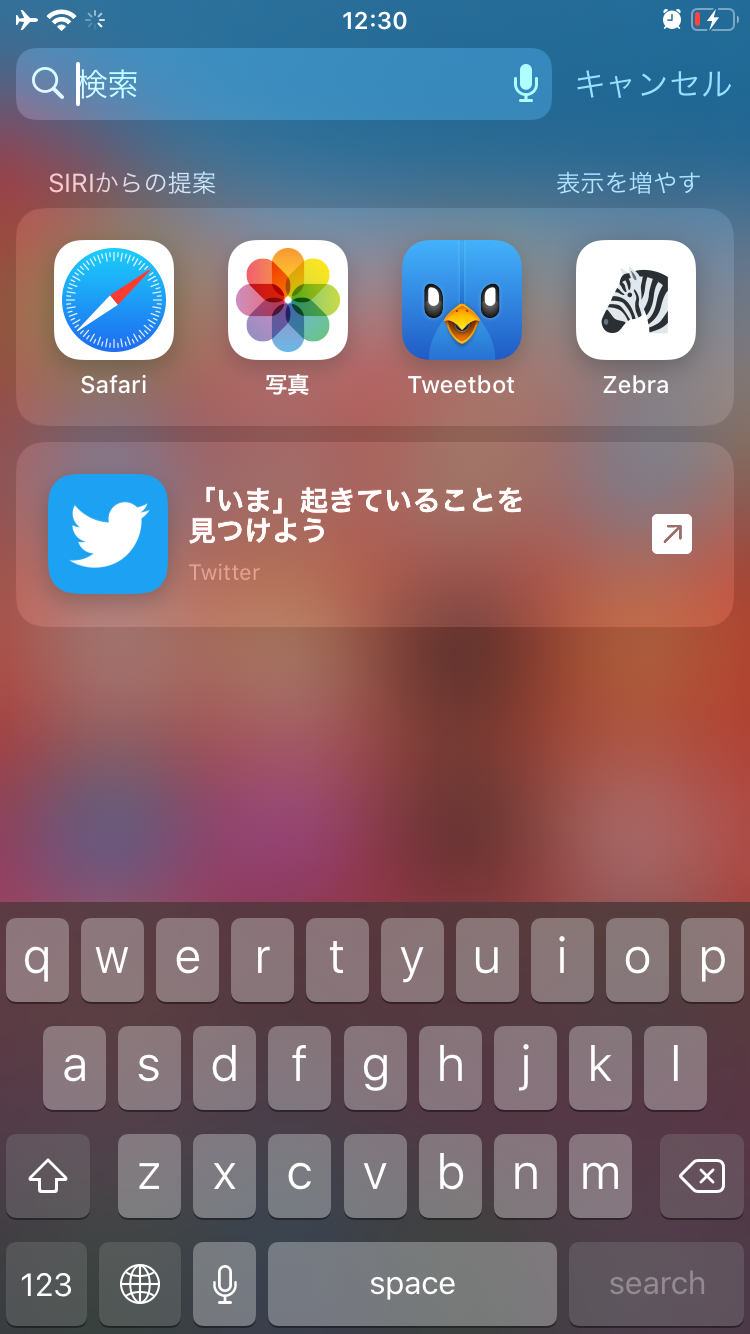 12:30
検索 キャンセル
SIRIからの提案 表示を増やす
Safari 写真 Tweetbot Zebra
「いま」起きていることを
見つけよう
Twitter
q w e r t y u i o p
a s d f g h j k l
z x c v b n m
123 space search